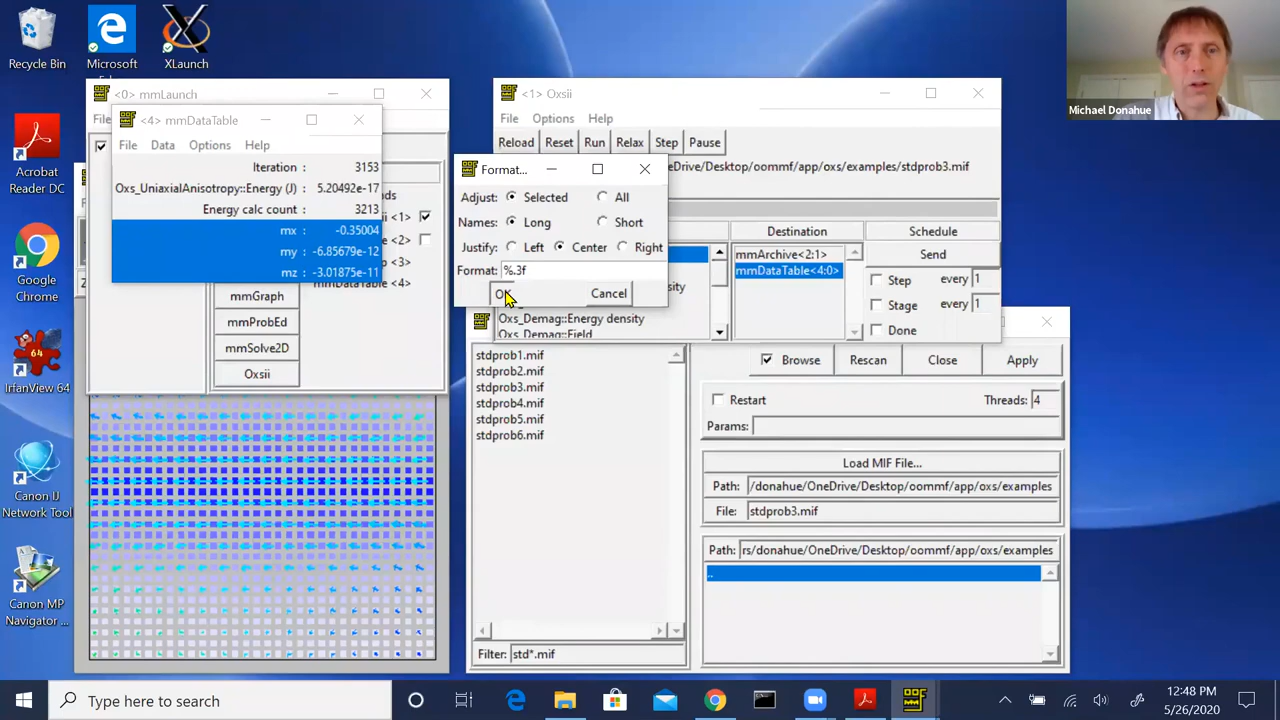 Recycle Bin
Microsoft
XLaunch
Acrobat
Reader DC
Google
Chrome
IrfanView 64
Canon IJ
Network Tool
Canon MP
Navigator ...
<0> mmLaunch
<4> mmDataTable
File Data Options Help
Iteration : 3153
Oxs_UniaxialAnisotropy::Energy (J) : 5.20492e-17
Energy calc count : 3213
mx : -0.35004
my : -6.85679e-12
mz : -3.01875e-11
<1>
<2>
<3>
mmDataTable <4>
mmGraph
mmProbEd
mmSolve2D
Oxsii
<1> Oxsii
File Options Help
Reload Reset Run Relax Step Pause
OneDrive/Desktop/oommf/app/oxs/examples/stdprob3.mif
Destination Schedule
mmArchive<2:1>
mmDataTable<4:0>
Send
Step every 1
Stage every 1
Done
Oxs_Demag::Energy density
Oxs_Demag::Field
Format...
Adjust: Selected All
Names: Long Short
Justify: Left Center Right
Format: %.3f
OK Cancel
stdprob1.mif
stdprob2.mif
stdprob3.mif
stdprob4.mif
stdprob5.mif
stdprob6.mif
Filter: std*.mif
Browse Rescan Close Apply
Restart Threads: 4
Params:
Load MIF File...
Path: /donahue/OneDrive/Desktop/oommf/app/oxs/examples
File: stdprob3.mif
Path: rs/donahue/OneDrive/Desktop/oommf/app/oxs/examples
..
Michael Donahue
Type here to search
12:48 PM
5/26/2020